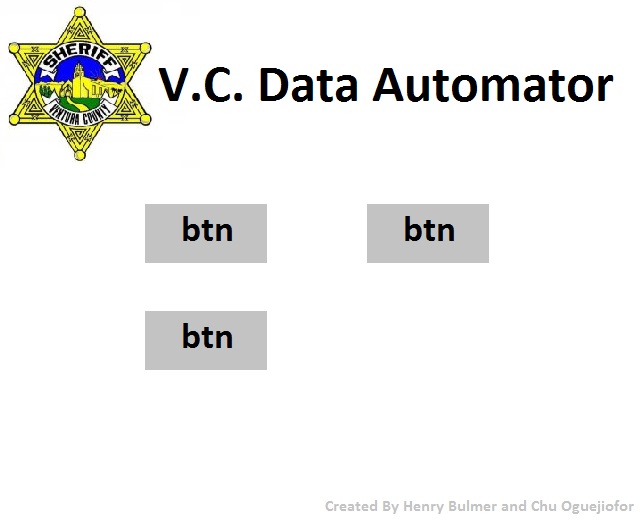 SHERIFF
VENTURA COUNTY
V.C. Data Automator
btn btn
btn
Created By Henry Bulmer and Chu Oguejiofor